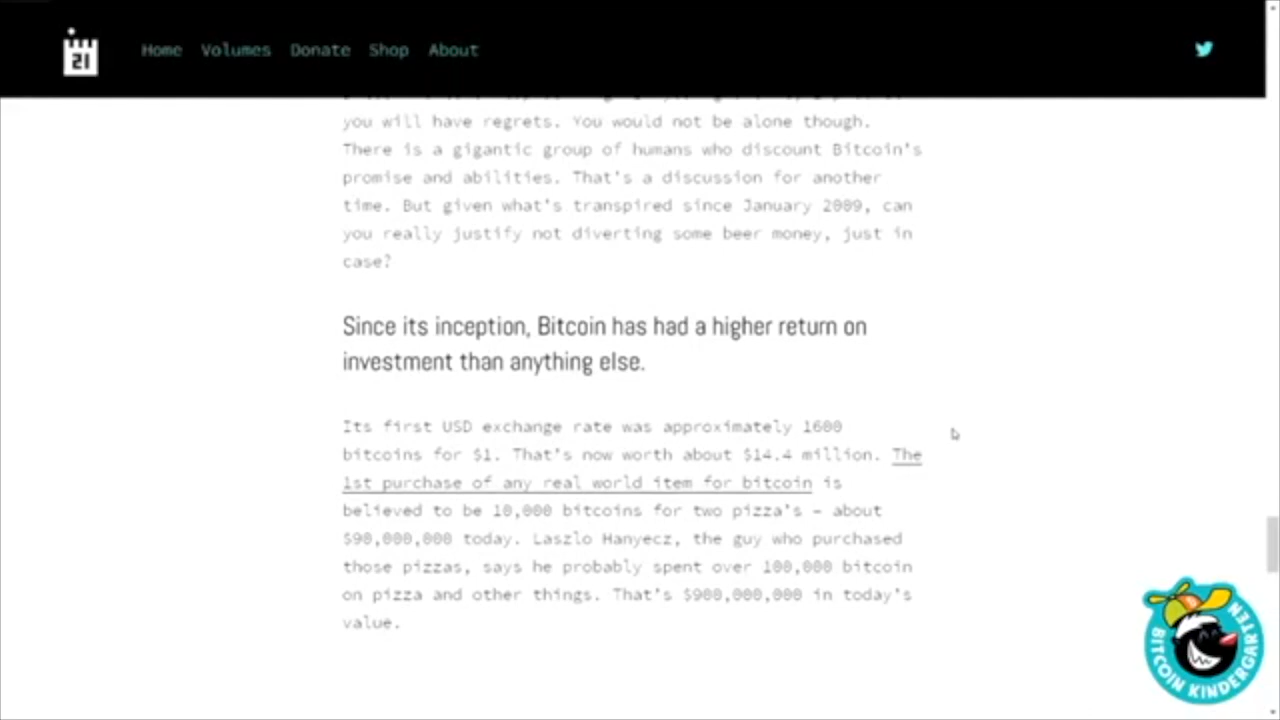 21
Home Volumes Donate Shop About
you will have regrets. You would not be alone though.
There is a gigantic group of humans who discount Bitcoin's
promise and abilities. That's a discussion for another
time. But given what's transpired since January 2009, can
you really justify not diverting some beer money, just in
case?
Since its inception, Bitcoin has had a higher return on
investment than anything else.
Its first USD exchange rate was approximately 1600
bitcoins for $1. That's now worth about $14.4 million. The
1st purchase of any real world item for bitcoin is
believed to be 10,000 bitcoins for two pizza's – about
$90,000,000 today. Laszlo Hanyecz, the guy who purchased
those pizzas, says he probably spent over 100,000 bitcoin
on pizza and other things. That's $900,000,000 in today's
value.
BITCOIN KINDERGARTEN